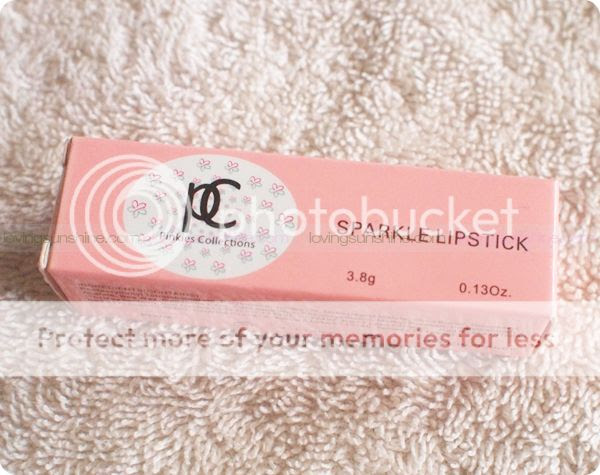 pc
Pinkies Collections
SPARKLE LIPSTICK
3.8g 0.13Oz.
photobucket
lovingsunshine.com lovingsunshine.com
Protect more of your memories for less.